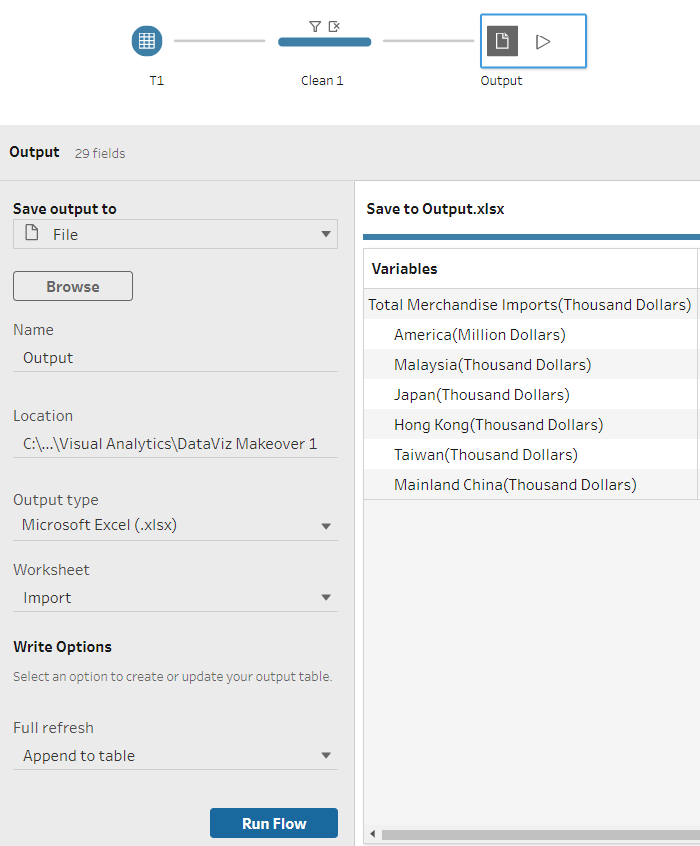 T1
Clean 1
Output
Output 29 fields
Save output to
File
Browse
Name
Output
Location
C:\...\Visual Analytics\DataViz Makeover 1
Output type
Microsoft Excel (.xlsx)
Worksheet
Import
Write Options
Select an option to create or update your output table.
Full refresh
Append to table
Run Flow
Save to Output.xlsx
Variables
Total Merchandise Imports(Thousand Dollars)
America(Million Dollars)
Malaysia(Thousand Dollars)
Japan(Thousand Dollars)
Hong Kong(Thousand Dollars)
Taiwan(Thousand Dollars)
Mainland China(Thousand Dollars)